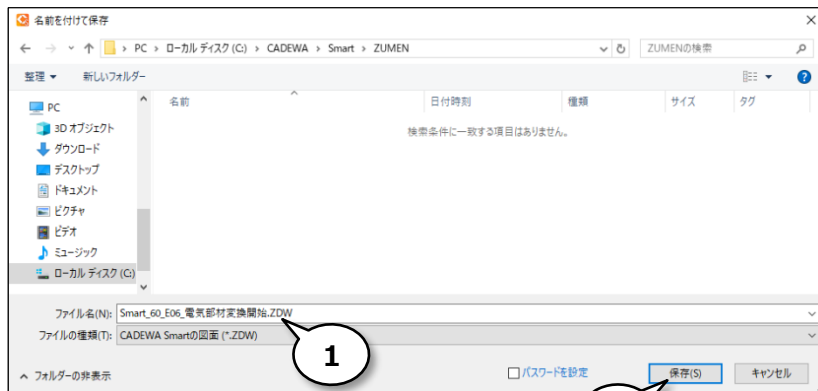 名前を付けて保存
PC › ローカル ディスク (C:) › CADEWA › Smart › ZUMEN
ZUMENの検索
整理 新しいフォルダー
名前 日付時刻 種類 サイズ タグ
検索条件に一致する項目はありません。
PC
3D オブジェクト
ダウンロード
デスクトップ
ドキュメント
ピクチャ
ビデオ
ミュージック
ローカル ディスク (C:)
ファイル名(N): Smart_60_E06_電気部材変換開始.ZDW
ファイルの種類(T): CADEWA Smartの図面 (*.ZDW)
1
フォルダーの非表示
パスワードを設定
保存(S)
キャンセル